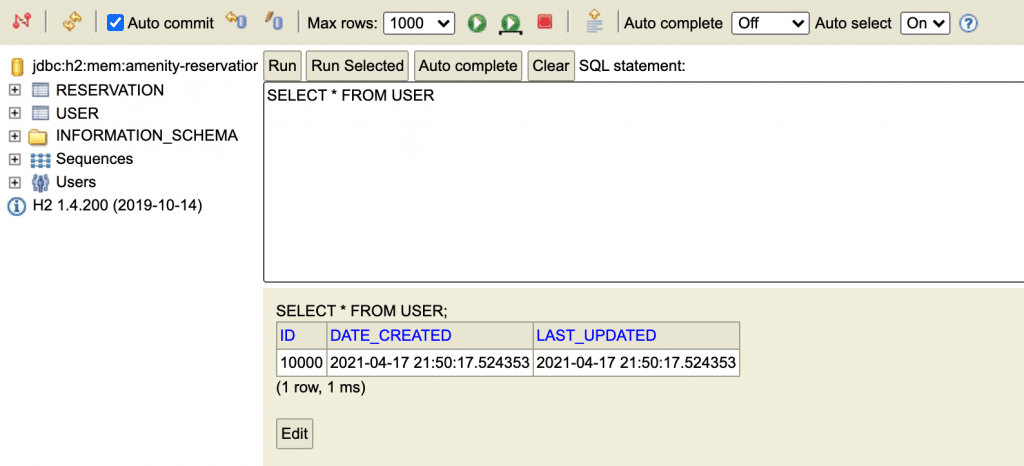 Auto commit Max rows: 1000 Auto complete Off Auto select On ?
jdbc:h2:mem:amenity-reservation
RESERVATION
USER
INFORMATION_SCHEMA
Sequences
Users
H2 1.4.200 (2019-10-14)
Run Run Selected Auto complete Clear SQL statement:
SELECT * FROM USER
SELECT * FROM USER;
ID DATE_CREATED LAST_UPDATED
10000 2021-04-17 21:50:17.524353 2021-04-17 21:50:17.524353
(1 row, 1 ms)
Edit